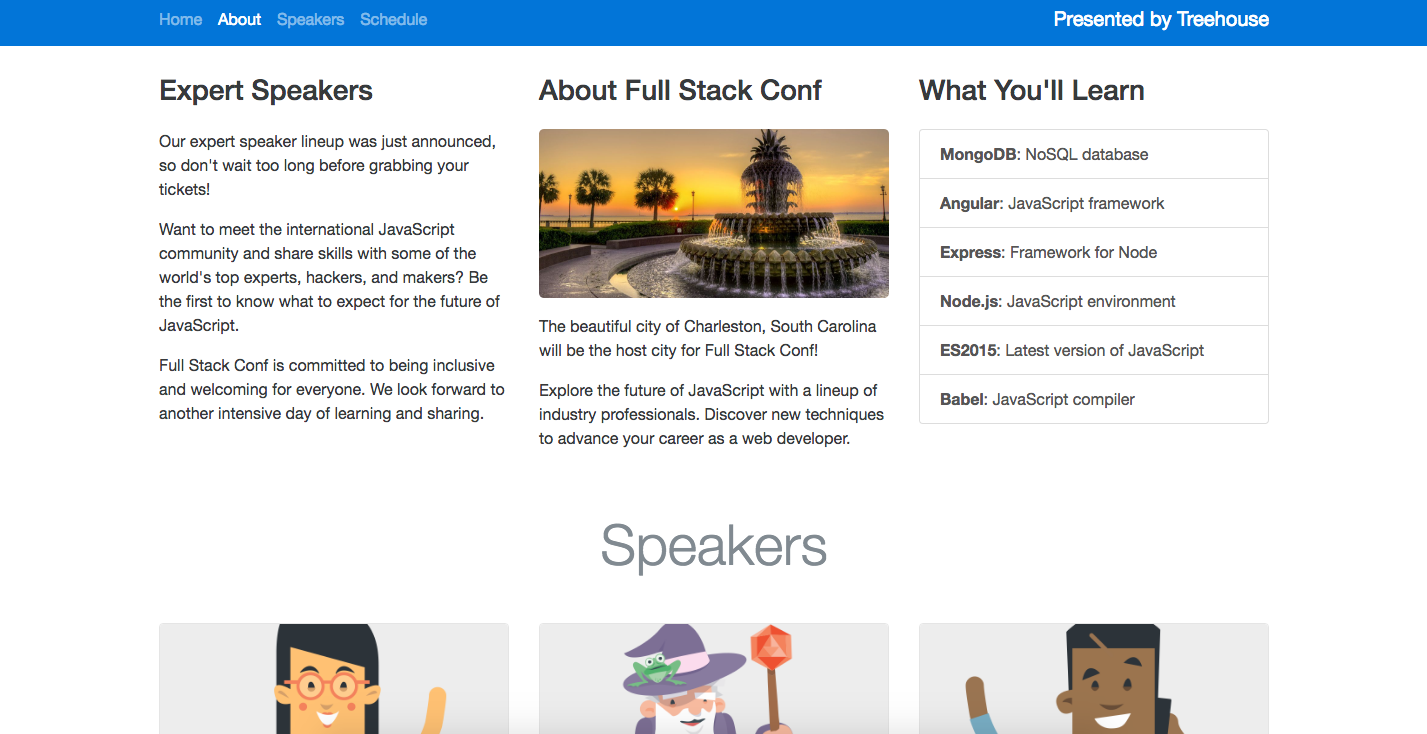 Home About Speakers Schedule
Presented by Treehouse
Expert Speakers
Our expert speaker lineup was just announced,
so don't wait too long before grabbing your
tickets!
Want to meet the international JavaScript
community and share skills with some of the
world's top experts, hackers, and makers? Be
the first to know what to expect for the future of
JavaScript.
Full Stack Conf is committed to being inclusive
and welcoming for everyone. We look forward to
another intensive day of learning and sharing.
About Full Stack Conf
The beautiful city of Charleston, South Carolina
will be the host city for Full Stack Conf!
Explore the future of JavaScript with a lineup of
industry professionals. Discover new techniques
to advance your career as a web developer.
What You'll Learn
MongoDB: NoSQL database
Angular: JavaScript framework
Express: Framework for Node
Node.js: JavaScript environment
ES2015: Latest version of JavaScript
Babel: JavaScript compiler
Speakers